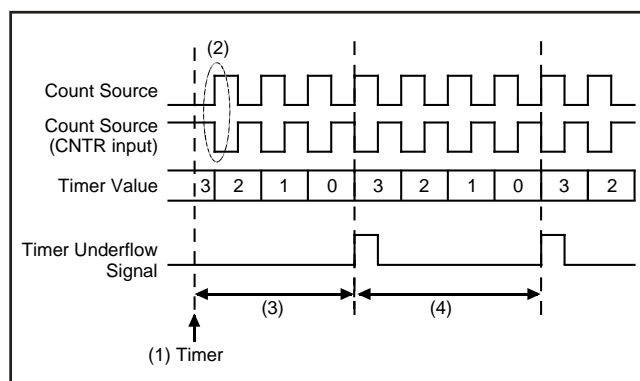 (2)
Count Source
Count Source
(CNTR input)
Timer Value 3 2 1 0 3 2 1 0 3 2
Timer Underflow
Signal
(3) (4)
(1) Timer